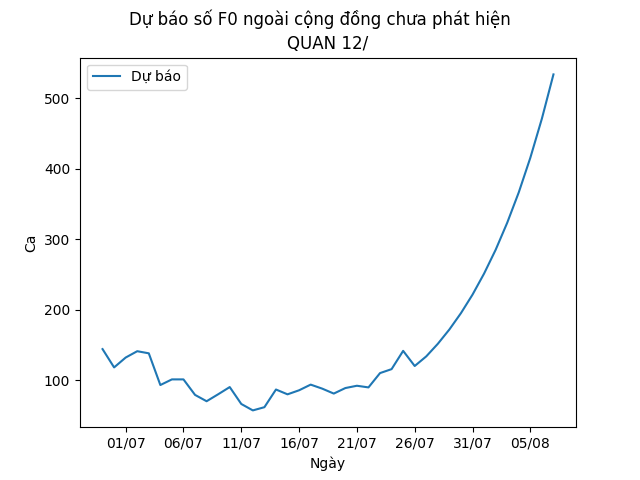 Dự báo số F0 ngoài cộng đồng chưa phát hiện
QUAN 12/
Dự báo
500
400
300
200
100
Ca
01/07 06/07 11/07 16/07 21/07 26/07 31/07 05/08
Ngày